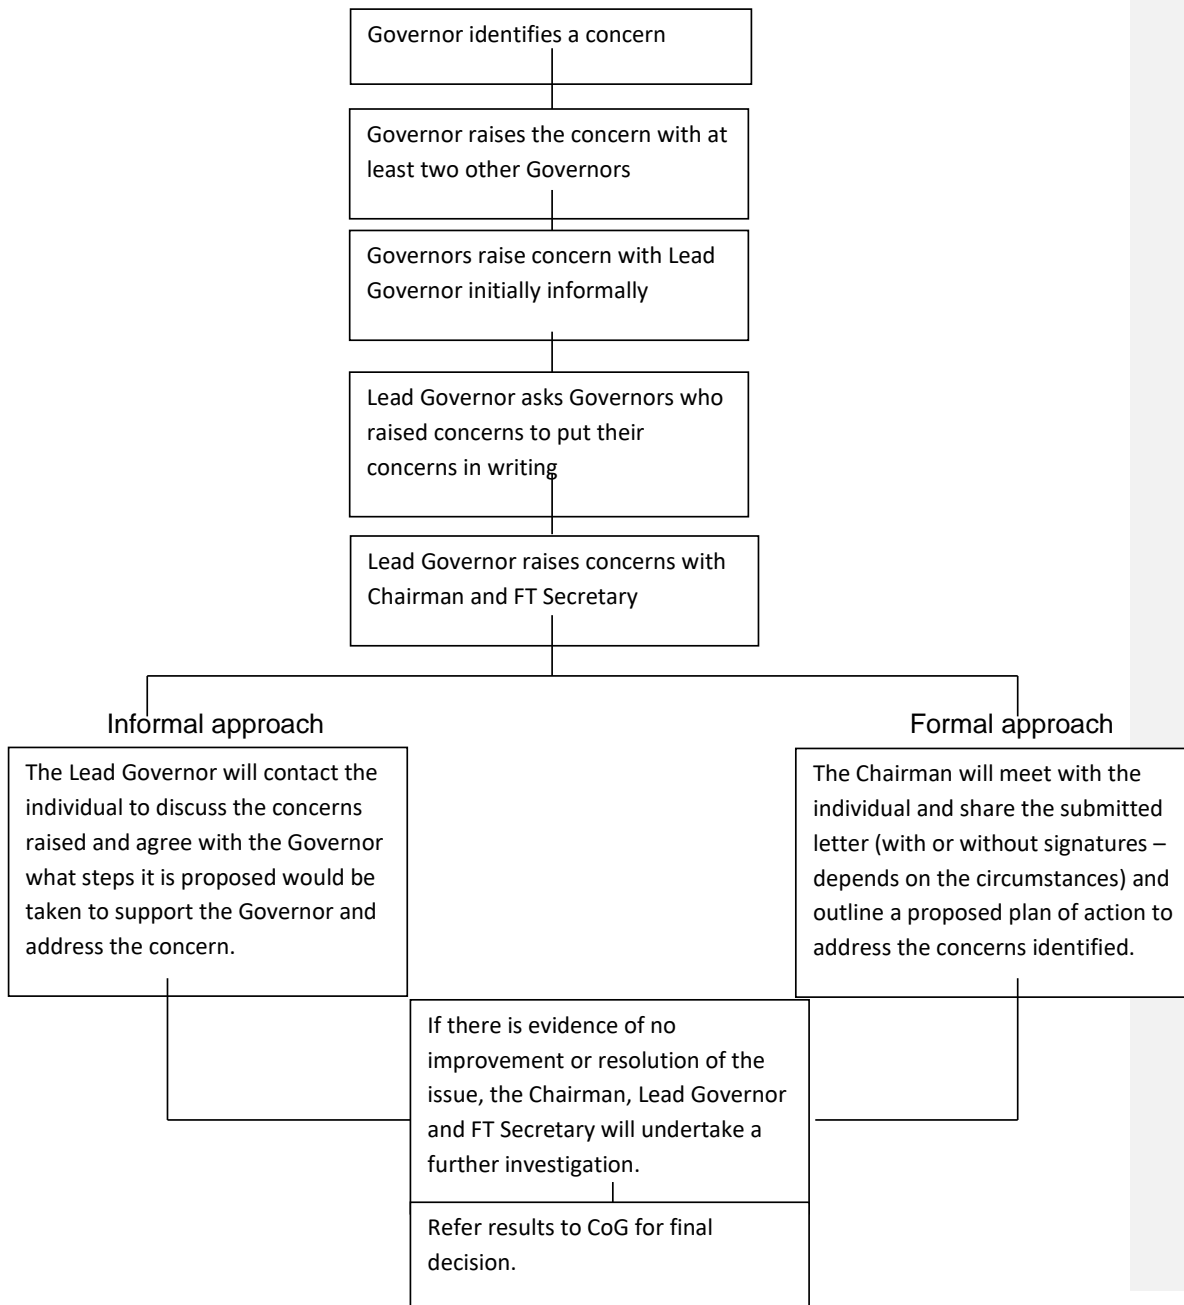 Governor identifies a concern
Governor raises the concern with at
least two other Governors
Governors raise concern with Lead
Governor initially informally
Lead Governor asks Governors who
raised concerns to put their
concerns in writing
Lead Governor raises concerns with
Chairman and FT Secretary
Informal approach
The Lead Governor will contact the
individual to discuss the concerns
raised and agree with the Governor
what steps it is proposed would be
taken to support the Governor and
address the concern.
Formal approach
The Chairman will meet with the
individual and share the submitted
letter (with or without signatures –
depends on the circumstances) and
outline a proposed plan of action to
address the concerns identified.
If there is evidence of no
improvement or resolution of the
issue, the Chairman, Lead Governor
and FT Secretary will undertake a
further investigation.
Refer results to CoG for final
decision.